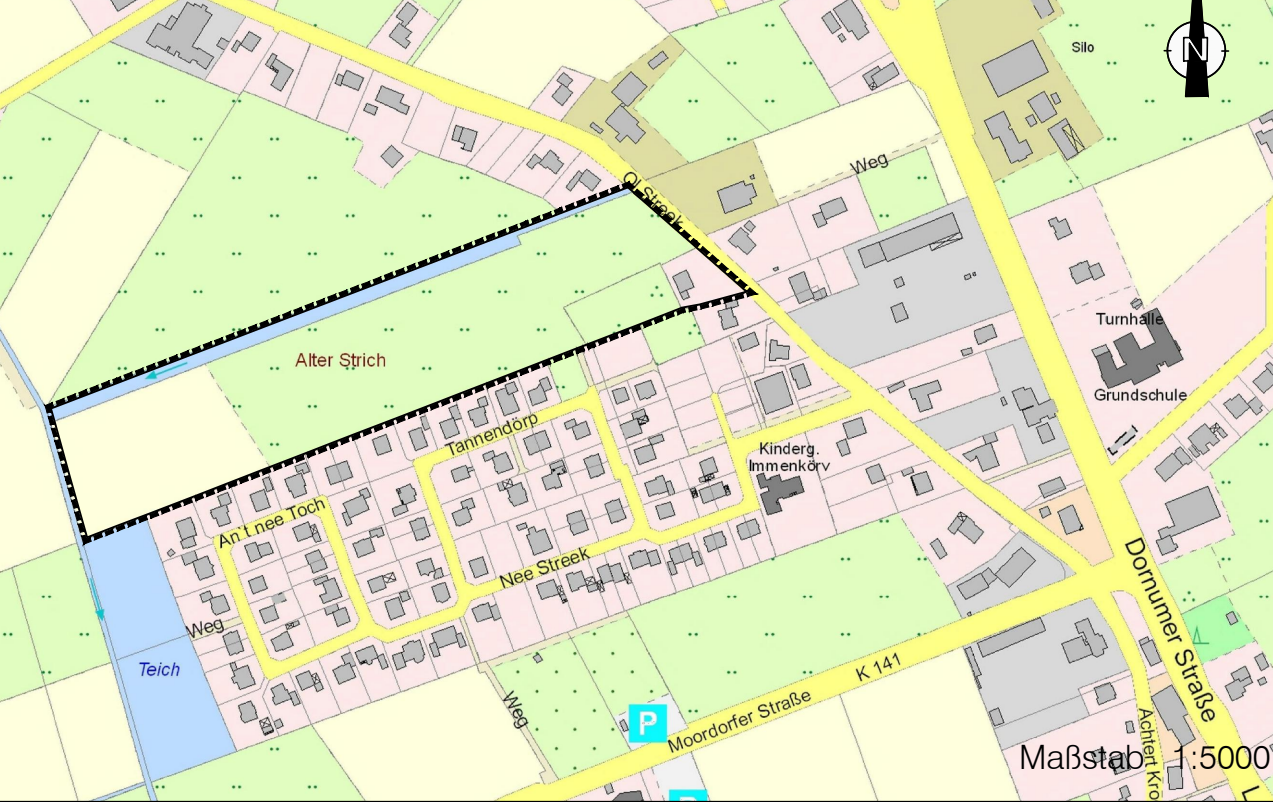 Silo
N
Weg
Ol Streek
Turnhalle
Alter Strich
Grundschule
Tannendörp
Kinderg.
Immenkörv
An't nee Toch
Nee Streek
Dornumer Straße
Weg
Teich
K 141
Weg
P
Moordorfer Straße
Achtert Kro
Maßstab 1:5000
P
L